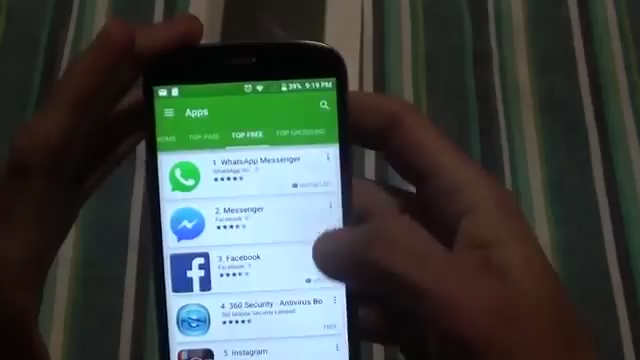 39% 9:19 PM
Apps
HOME TOP PAID TOP FREE TOP GROSSING
1. WhatsApp Messenger
WhatsApp Inc.
2. Messenger
Facebook
3. Facebook
Facebook
4. 360 Security - Antivirus Bo
360 Mobile Security Limited
FREE
5. Instagram